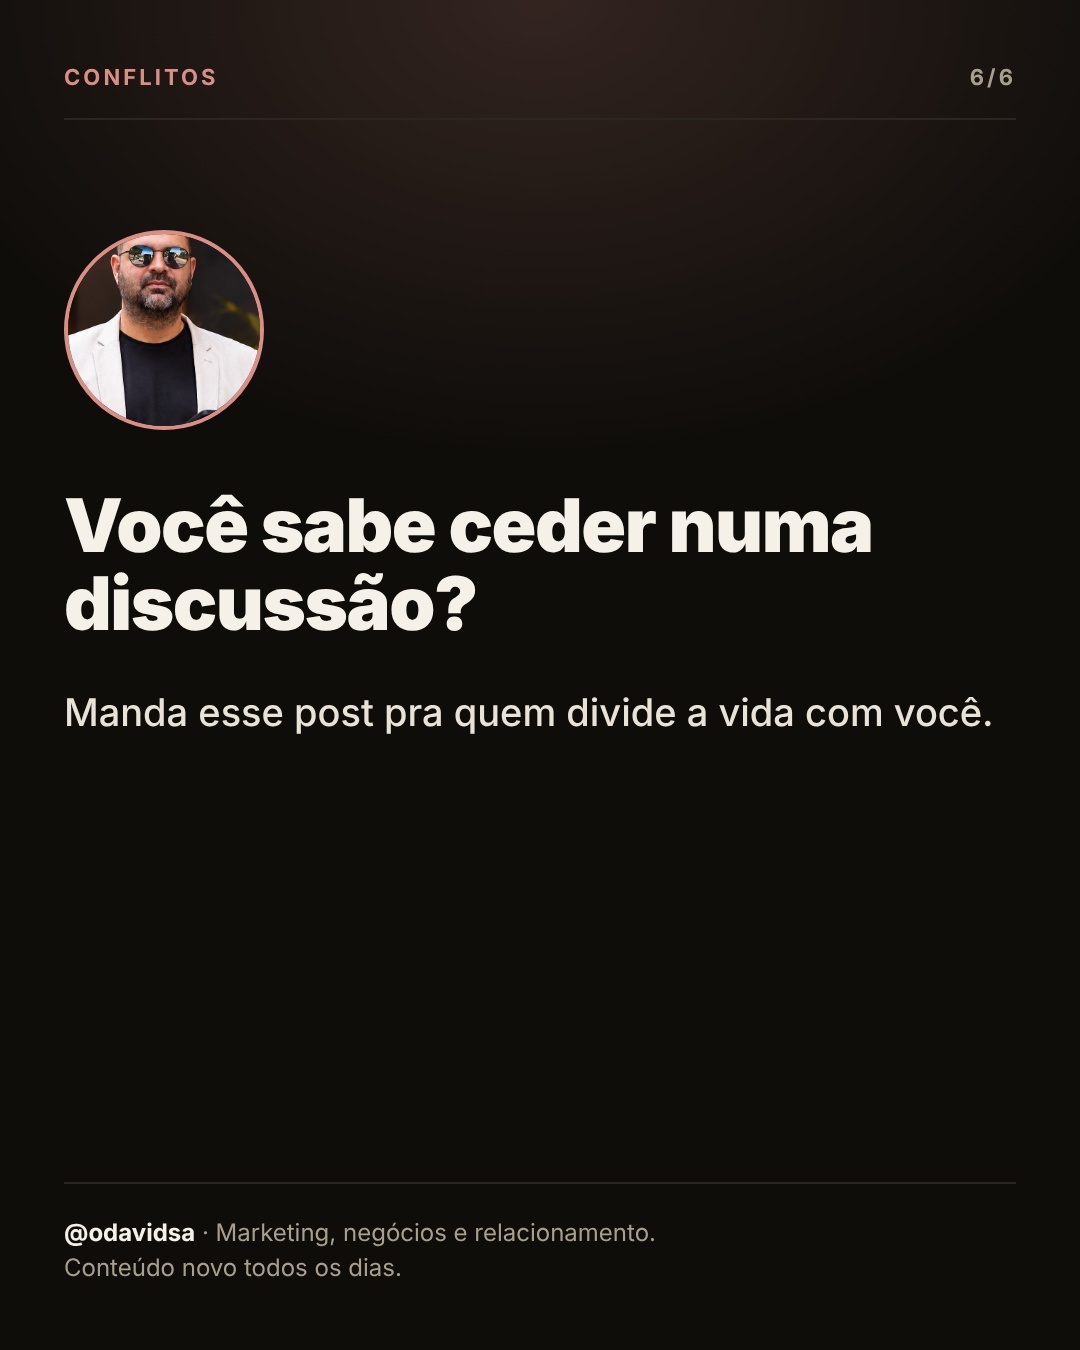 CONFLITOS
6/6
Você sabe ceder numa
discussão?
Manda esse post pra quem divide a vida com você.
@odavidsa · Marketing, negócios e relacionamento.
Conteúdo novo todos os dias.